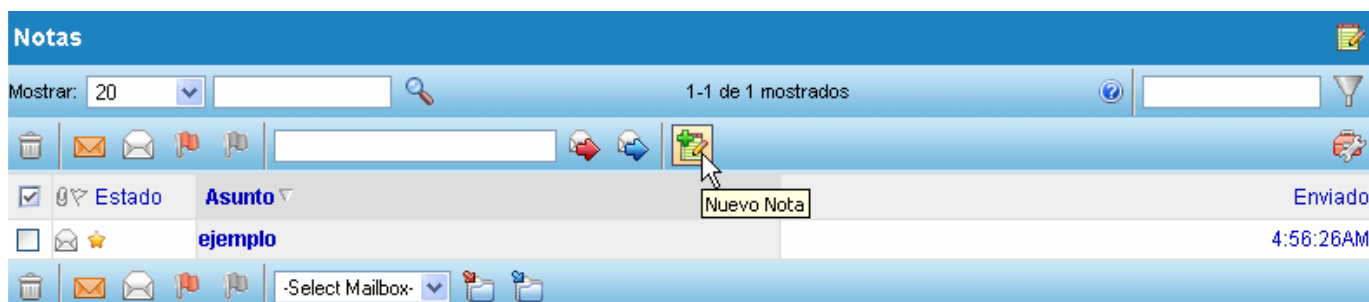 Notas
Mostrar: 20 1-1 de 1 mostrados
Estado Asunto Enviado
Nuevo Nota
ejemplo 4:56:26AM
-Select Mailbox-